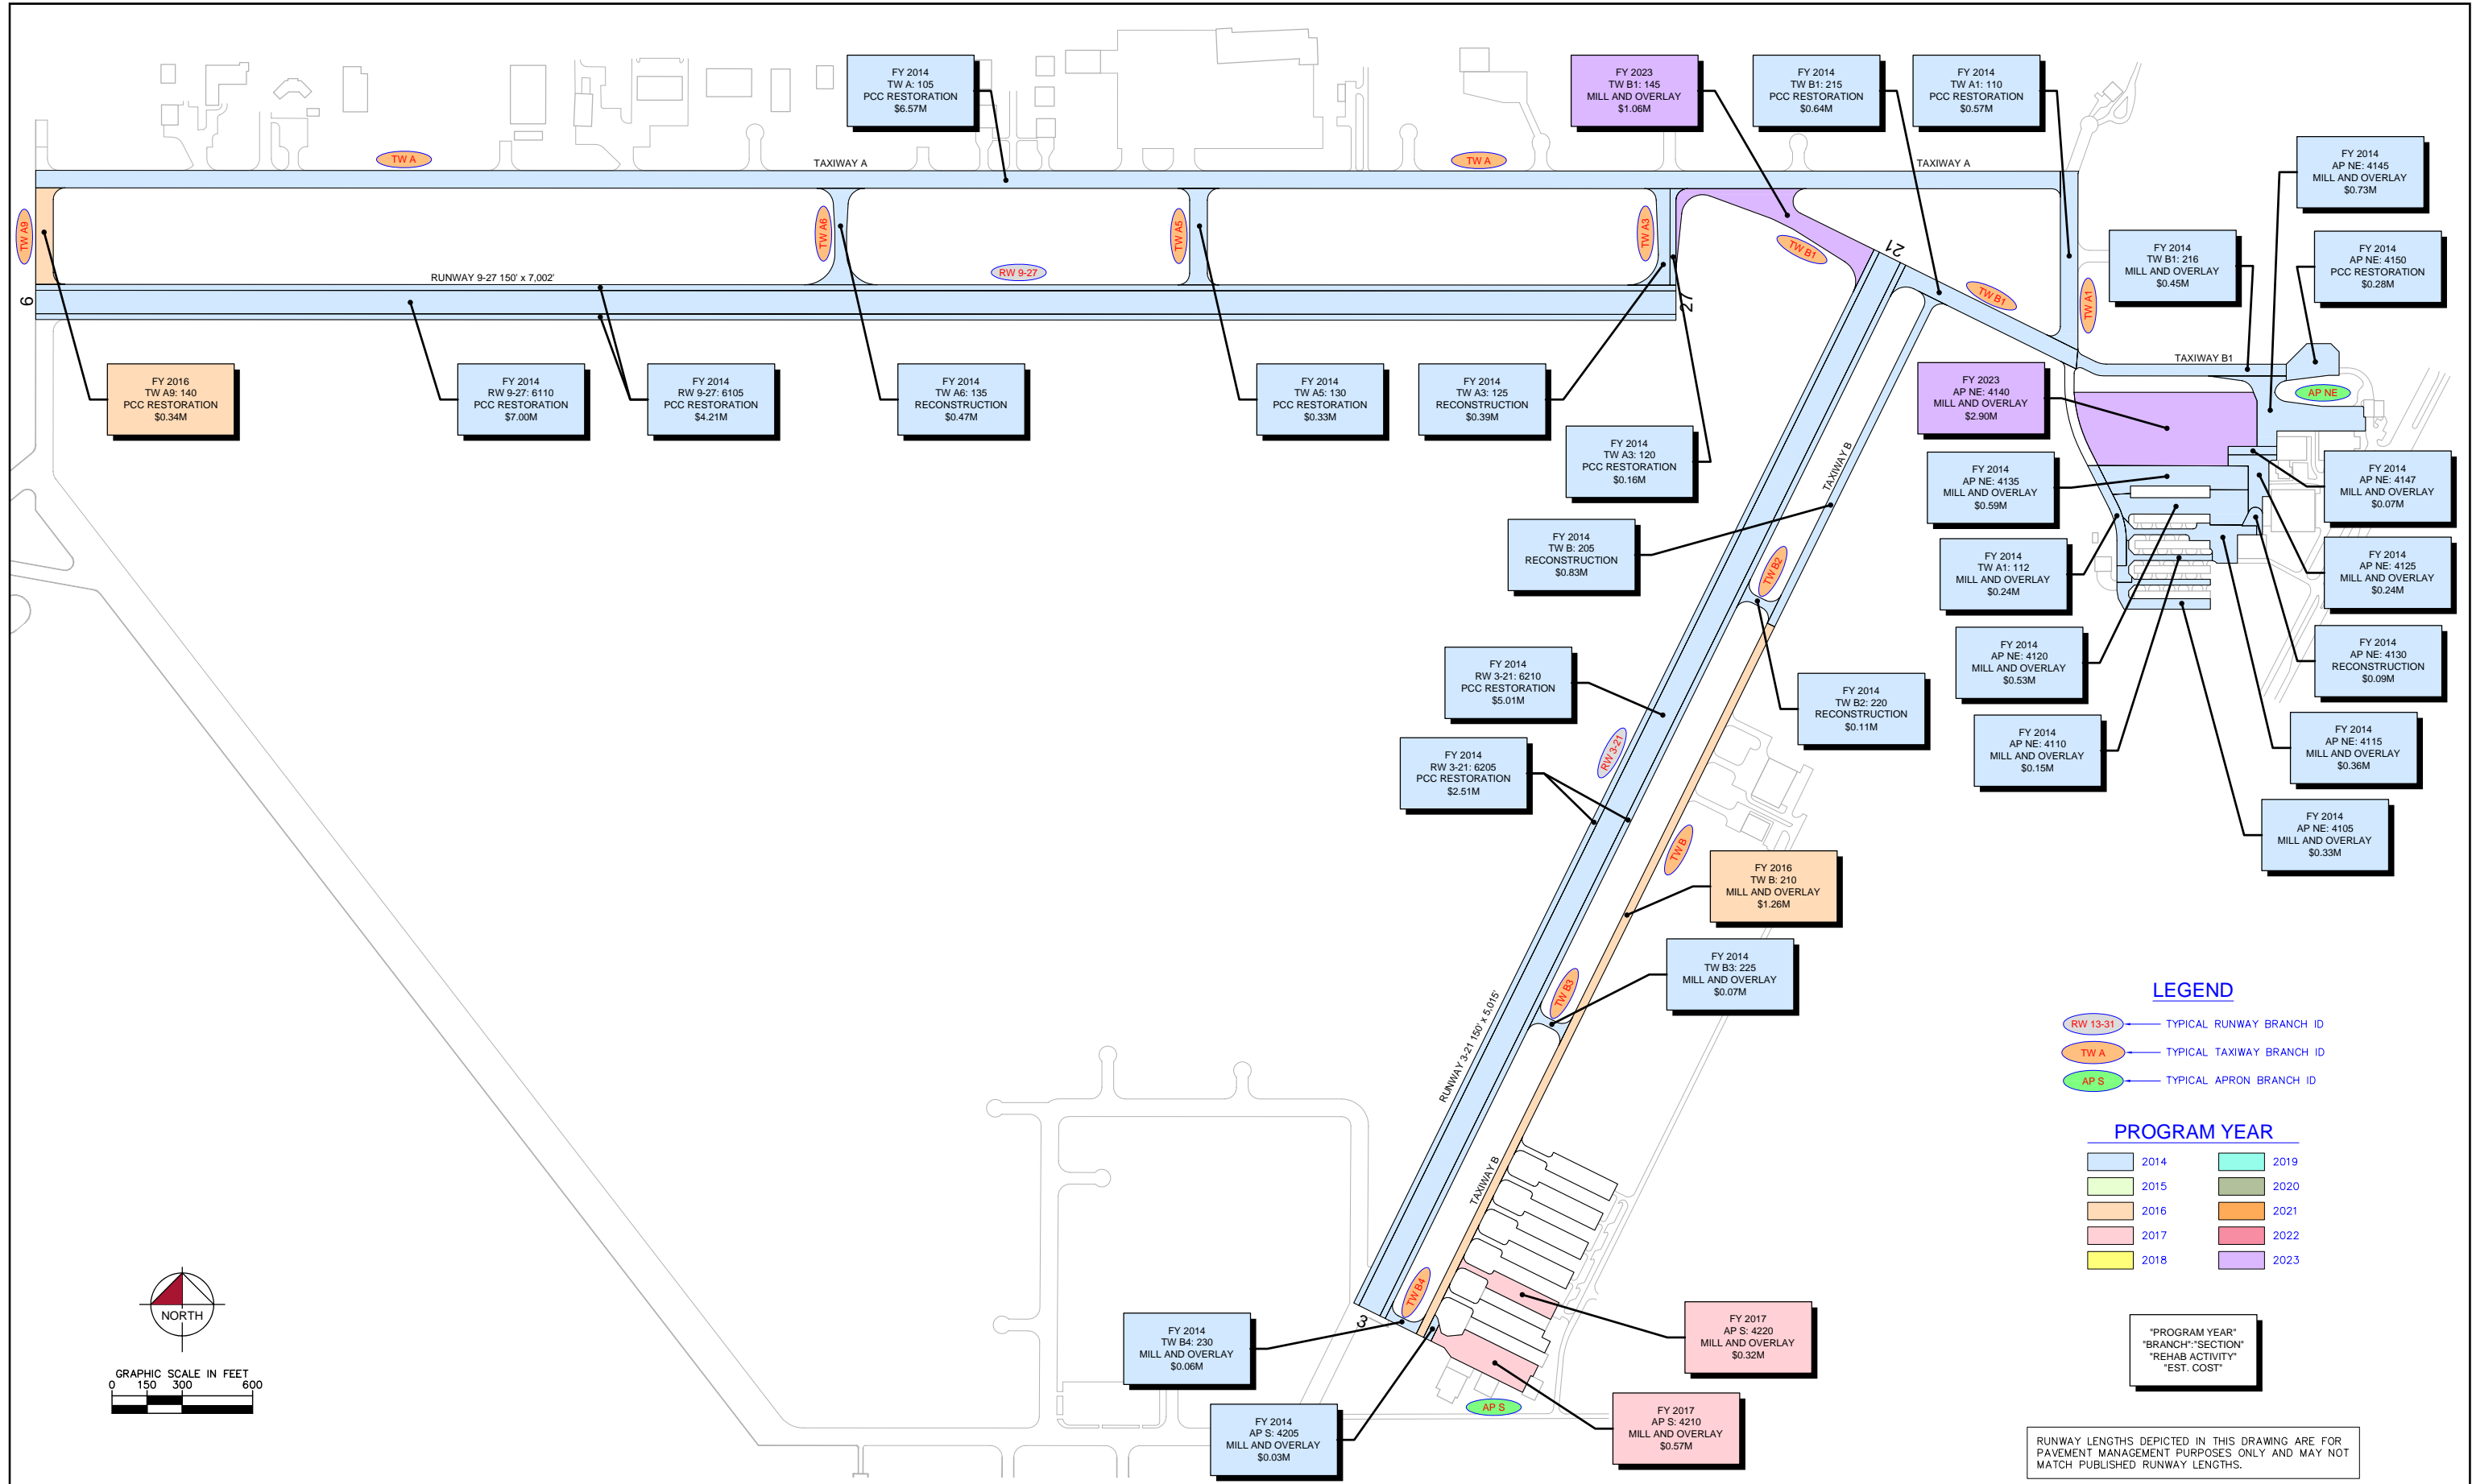 FY 2014
TW A: 105
PCC RESTORATION
$6.57M
FY 2023
TW B1: 145
MILL AND OVERLAY
$1.06M
FY 2014
TW B1: 215
PCC RESTORATION
$0.64M
FY 2014
TW A1: 110
PCC RESTORATION
$0.57M
FY 2014
AP NE: 4145
MILL AND OVERLAY
$0.73M
TW A
TAXIWAY A
TW A
TAXIWAY A
TW A9
TW A6
TW A5
TW A3
TW B1
21
FY 2014
TW B1: 216
MILL AND OVERLAY
$0.45M
FY 2014
AP NE: 4150
PCC RESTORATION
$0.28M
RUNWAY 9-27 150' x 7,002'
RW 9-27
TW B1
TW A1
9
27
TAXIWAY B1
AP NE
FY 2016
TW A9: 140
PCC RESTORATION
$0.34M
FY 2014
RW 9-27: 6110
PCC RESTORATION
$7.00M
FY 2014
RW 9-27: 6105
PCC RESTORATION
$4.21M
FY 2014
TW A6: 135
RECONSTRUCTION
$0.47M
FY 2014
TW A5: 130
PCC RESTORATION
$0.33M
FY 2014
TW A3: 125
RECONSTRUCTION
$0.39M
FY 2023
AP NE: 4140
MILL AND OVERLAY
$2.90M
FY 2014
TW A3: 120
PCC RESTORATION
$0.16M
TAXIWAY B
FY 2014
AP NE: 4135
MILL AND OVERLAY
$0.59M
FY 2014
AP NE: 4147
MILL AND OVERLAY
$0.07M
FY 2014
TW B: 205
RECONSTRUCTION
$0.83M
TW B2
FY 2014
TW A1: 112
MILL AND OVERLAY
$0.24M
FY 2014
AP NE: 4125
MILL AND OVERLAY
$0.24M
FY 2014
AP NE: 4120
MILL AND OVERLAY
$0.53M
FY 2014
AP NE: 4130
RECONSTRUCTION
$0.09M
FY 2014
RW 3-21: 6210
PCC RESTORATION
$5.01M
FY 2014
TW B2: 220
RECONSTRUCTION
$0.11M
FY 2014
AP NE: 4110
MILL AND OVERLAY
$0.15M
FY 2014
AP NE: 4115
MILL AND OVERLAY
$0.36M
FY 2014
RW 3-21: 6205
PCC RESTORATION
$2.51M
RW 3-21
FY 2014
AP NE: 4105
MILL AND OVERLAY
$0.33M
TW B
FY 2016
TW B: 210
MILL AND OVERLAY
$1.26M
FY 2014
TW B3: 225
MILL AND OVERLAY
$0.07M
TW B3
RUNWAY 3-21 150' x 5,015'
LEGEND
RW 13-31 TYPICAL RUNWAY BRANCH ID
TW A TYPICAL TAXIWAY BRANCH ID
AP S TYPICAL APRON BRANCH ID
PROGRAM YEAR
2014 2019
2015 2020
2016 2021
2017 2022
2018 2023
TAXIWAY B
TW B4
3
NORTH
GRAPHIC SCALE IN FEET
0 150 300 600
FY 2014
TW B4: 230
MILL AND OVERLAY
$0.06M
FY 2017
AP S: 4220
MILL AND OVERLAY
$0.32M
"PROGRAM YEAR"
"BRANCH":"SECTION"
"REHAB ACTIVITY"
"EST. COST"
FY 2014
AP S: 4205
MILL AND OVERLAY
$0.03M
AP S
FY 2017
AP S: 4210
MILL AND OVERLAY
$0.57M
RUNWAY LENGTHS DEPICTED IN THIS DRAWING ARE FOR
PAVEMENT MANAGEMENT PURPOSES ONLY AND MAY NOT
MATCH PUBLISHED RUNWAY LENGTHS.